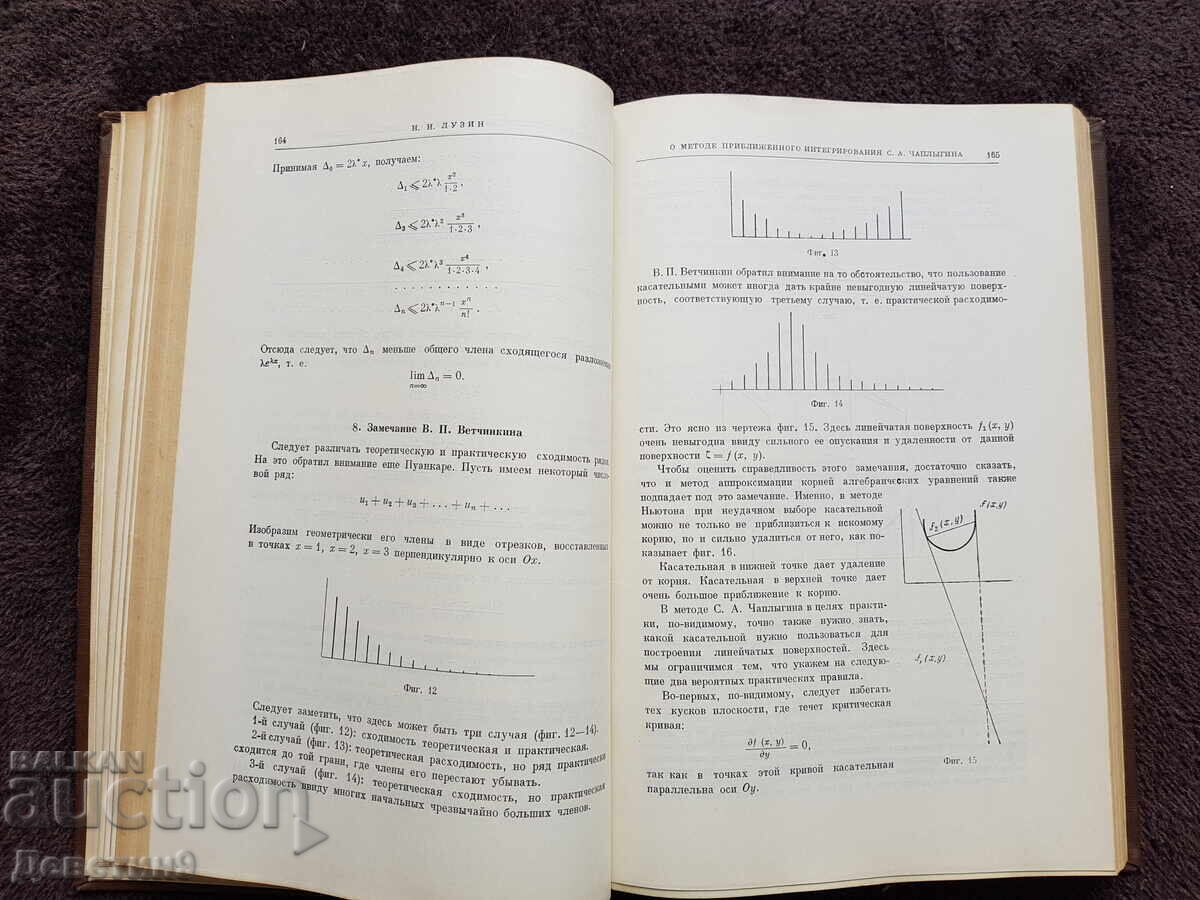 164
Н. Н. ЛУЗИН
Принимая Δ₀ = 2λ*x, получаем:
Δ₁ ⩽ 2λ*λ x²/1·2,
Δ₃ ⩽ 2λ*λ² x³/1·2·3,
Δ₄ ⩽ 2λ*λ³ x⁴/1·2·3·4,
. . . . . . . . . . . .
Δₙ ⩽ 2λ*λⁿ⁻¹ xⁿ/n! .
Отсюда следует, что Δₙ меньше общего члена сходящегося разложения
λe^λx, т. е.
lim Δₙ = 0.
n=∞
8. Замечание В. П. Ветчинкина
Следует различать теоретическую и практическую сходимость рядов.
На это обратил внимание еще Пуанкаре. Пусть имеем некоторый число-
вой ряд:
u₁ + u₂ + u₃ + . . . + uₙ + . . .
Изобразим геометрически его члены в виде отрезков, восставленных
в точках x = 1, x = 2, x = 3 перпендикулярно к оси Ox.
Фиг. 12
Следует заметить, что здесь может быть три случая (фиг. 12—14).
1-й случай (фиг. 12): сходимость теоретическая и практическая.
2-й случай (фиг. 13): теоретическая расходимость, но ряд практически
сходится до той грани, где члены его перестают убывать.
3-й случай (фиг. 14): теоретическая сходимость, но практическая
расходимость ввиду многих начальных чрезвычайно больших членов.
О МЕТОДЕ ПРИБЛИЖЕННОГО ИНТЕГРИРОВАНИЯ С. А. ЧАПЛЫГИНА
165
Фиг. 13
В. П. Ветчинкин обратил внимание на то обстоятельство, что пользование
касательными может иногда дать крайне невыгодную линейчатую поверх-
ность, соответствующую третьему случаю, т. е. практической расходимо-
Фиг. 14
сти. Это ясно из чертежа фиг. 15. Здесь линейчатая поверхность f₁(x, y)
очень невыгодна ввиду сильного ее опускания и удаленности от данной
поверхности ζ = f (x, y).
Чтобы оценить справедливость этого замечания, достаточно сказать,
что и метод аппроксимации корней алгебраических уравнений также
подпадает под это замечание. Именно, в методе
Ньютона при неудачном выборе касательной
можно не только не приблизиться к искомому
корню, но и сильно удалиться от него, как по-
казывает фиг. 16.
Касательная в нижней точке дает удаление
от корня. Касательная в верхней точке дает
очень большое приближение к корню.
В методе С. А. Чаплыгина в целях практи-
ки, по-видимому, точно также нужно знать,
какой касательной нужно пользоваться для
построения линейчатых поверхностей. Здесь
мы ограничимся тем, что укажем на следую-
щие два вероятных практических правила.
Во-первых, по-видимому, следует избегать
тех кусков плоскости, где течет критическая
кривая:
∂f (x, y)/∂y = 0,
так как в точках этой кривой касательная
параллельна оси Oy.
f(x,y)
f₂(x,y)
f₁(x,y)
Фиг. 15
BALKAN
auction
Деветин9